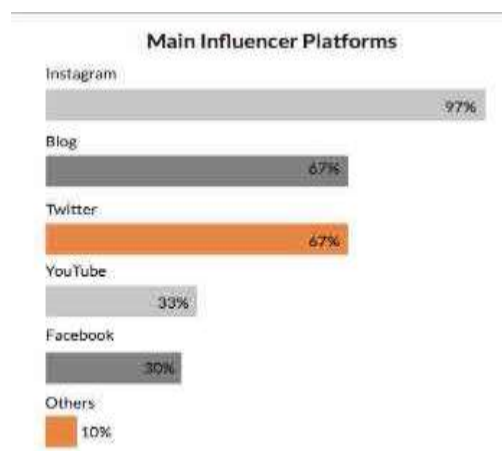 Main Influencer Platforms
Instagram
97%
Blog
67%
Twitter
67%
YouTube
33%
Facebook
30%
Others
10%